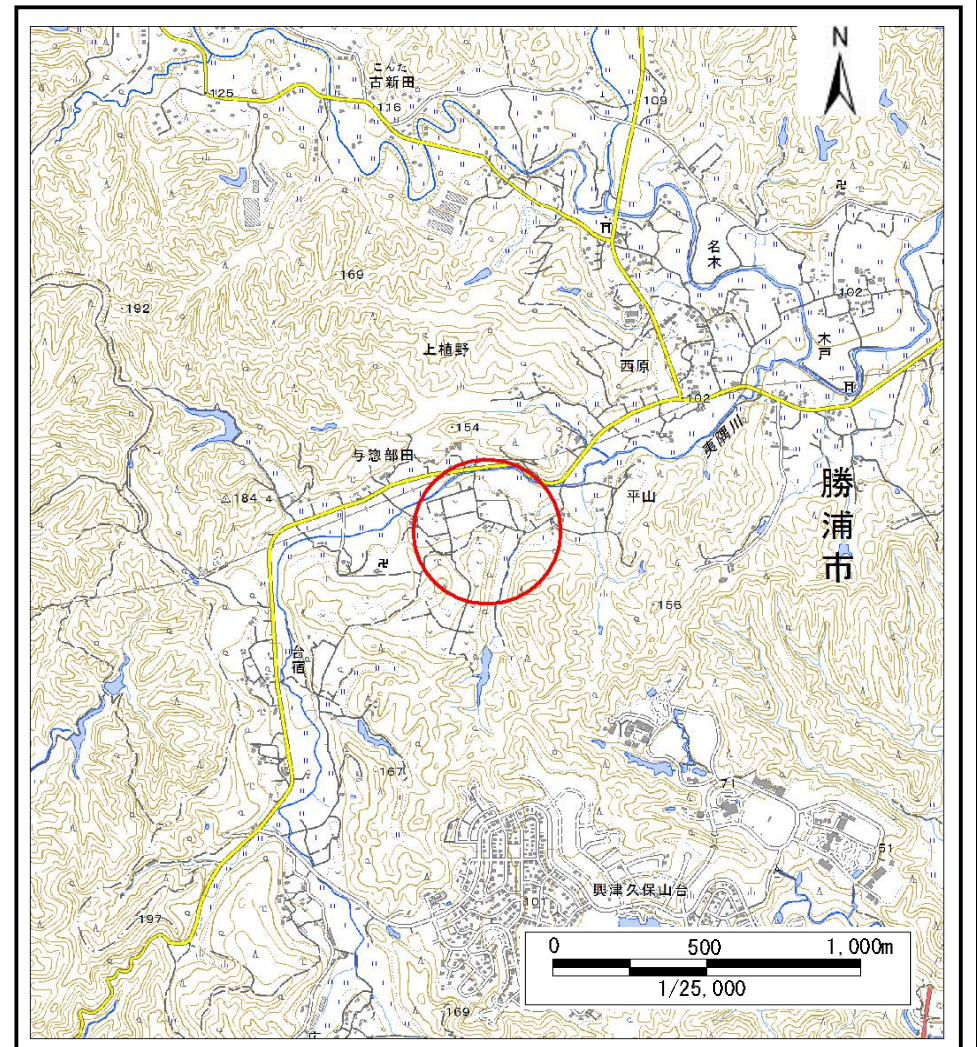 N
こんた
古新田
125
116
109
名木
169
102
192
木戸
上植野
西原
102
154
夷隅川
与惣部田
勝浦市
184.4
平山
156
台宿
167
71
51
興津久保山台
101
197
0 500 1,000m
1/25,000
169